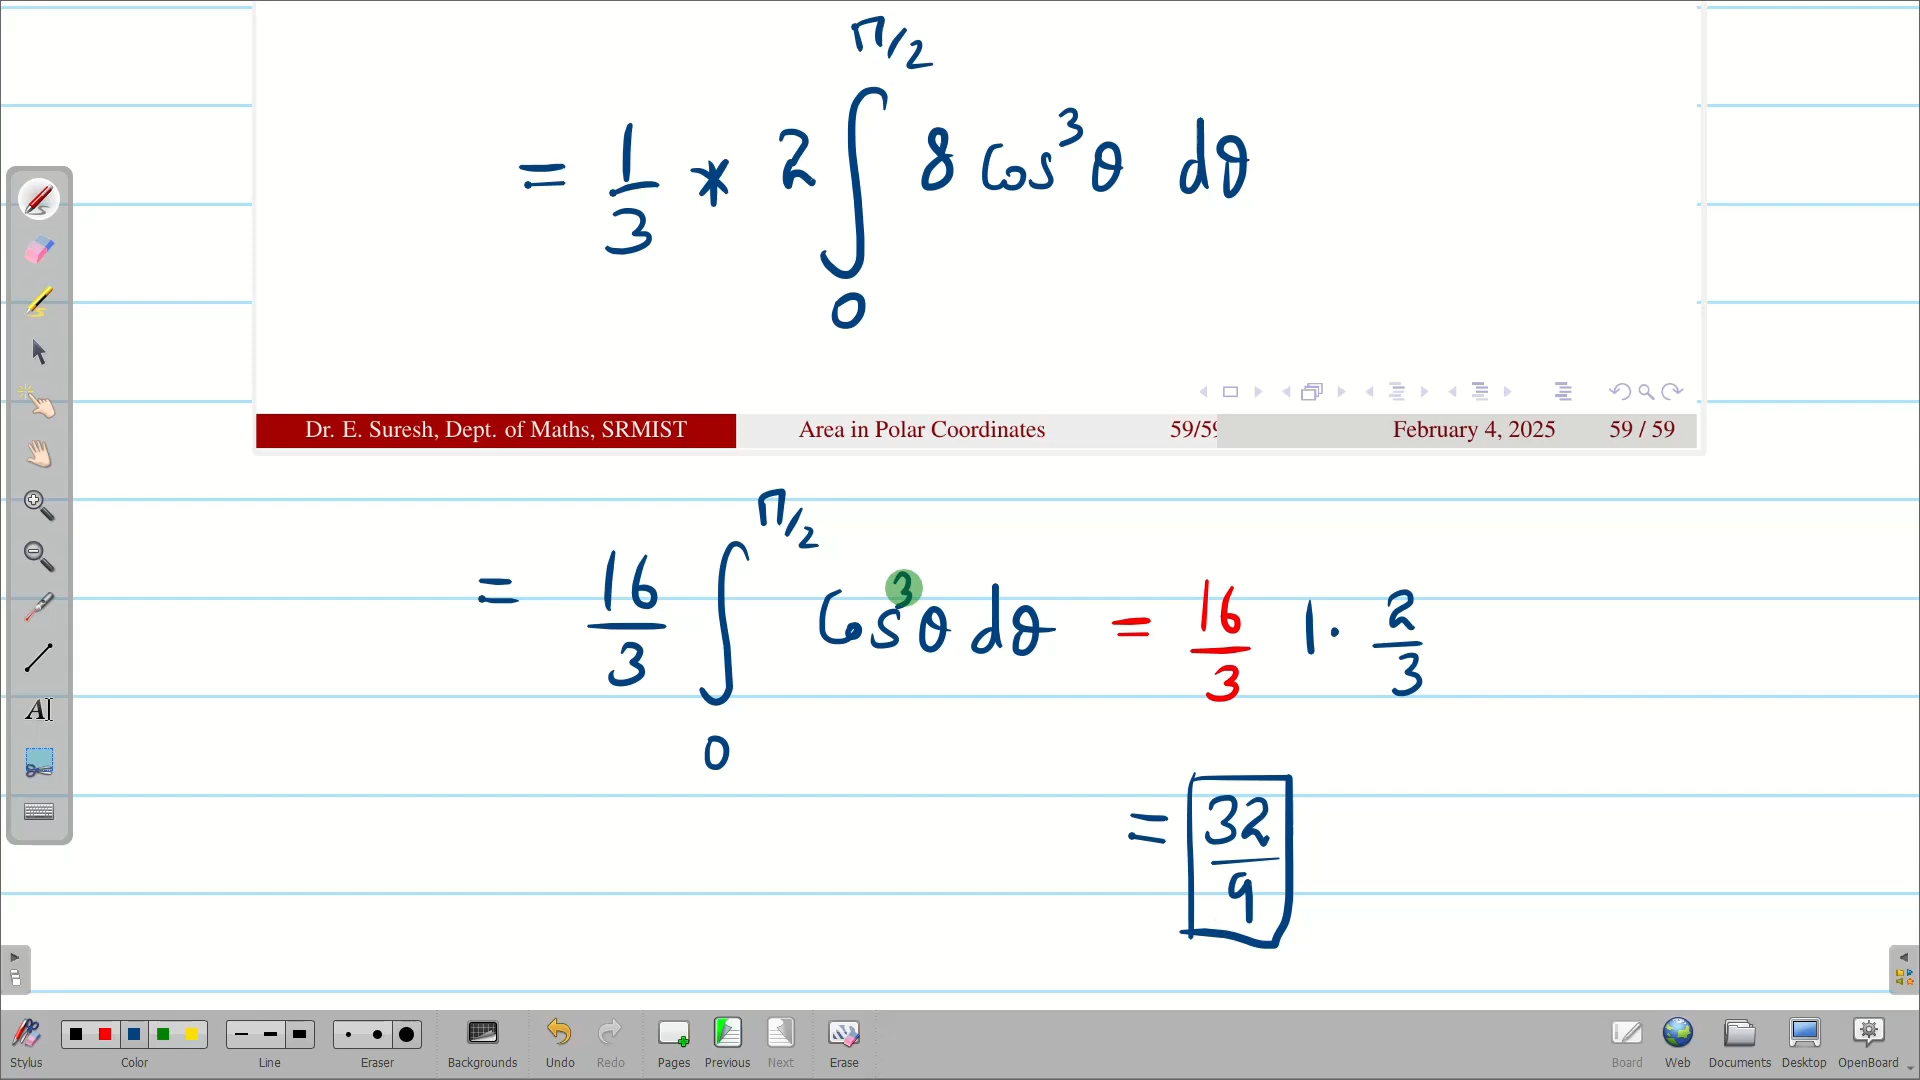 π/2
= 1/3 * 2 ∫ 8 cos³θ dθ
0
Dr. E. Suresh, Dept. of Maths, SRMIST Area in Polar Coordinates 59/59 February 4, 2025 59 / 59
π/2
= 16/3 ∫ cos³θ dθ = 16/3 1. 2/3
0
= 32/9
A
Stylus Color Line Eraser Backgrounds Undo Redo Pages Previous Next Erase Board Web Documents Desktop OpenBoard